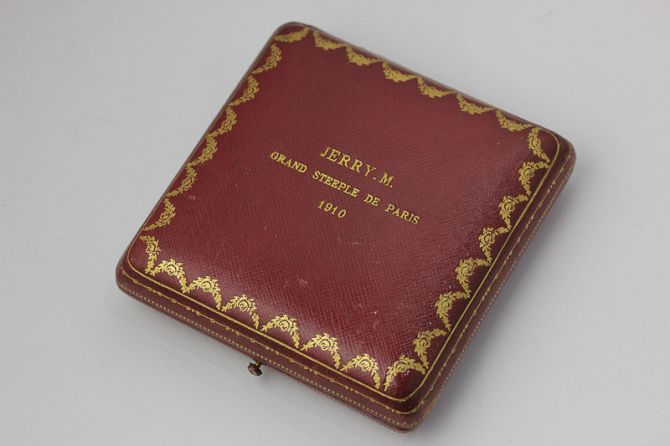 JERRY.M.
GRAND STEEPLE DE PARIS
1910